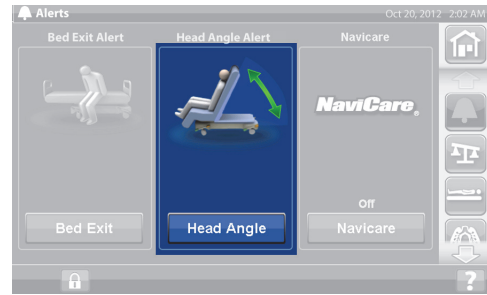 Alerts
Oct 20, 2012 2:02 AM
Bed Exit Alert
Head Angle Alert
Navicare
NaviCare®
Off
Bed Exit
Head Angle
Navicare
?